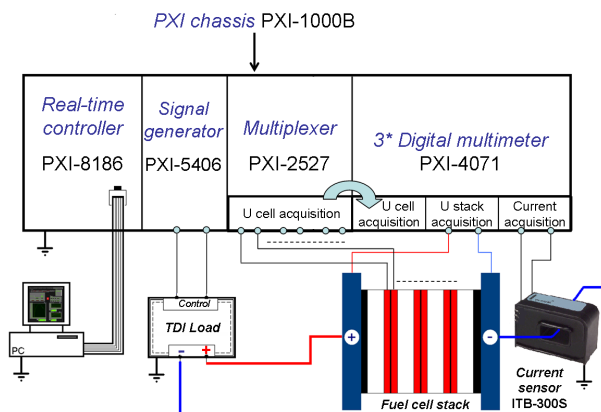 PXI chassis PXI-1000B
Real-time
controller
PXI-8186
Signal
generator
PXI-5406
Multiplexer
PXI-2527
3* Digital multimeter
PXI-4071
U cell acquisition
U cell
acquisition
U stack
acquisition
Current
acquisition
PC
Control
TDI Load
-
+
+
-
Fuel cell stack
Current
sensor
ITB-300S